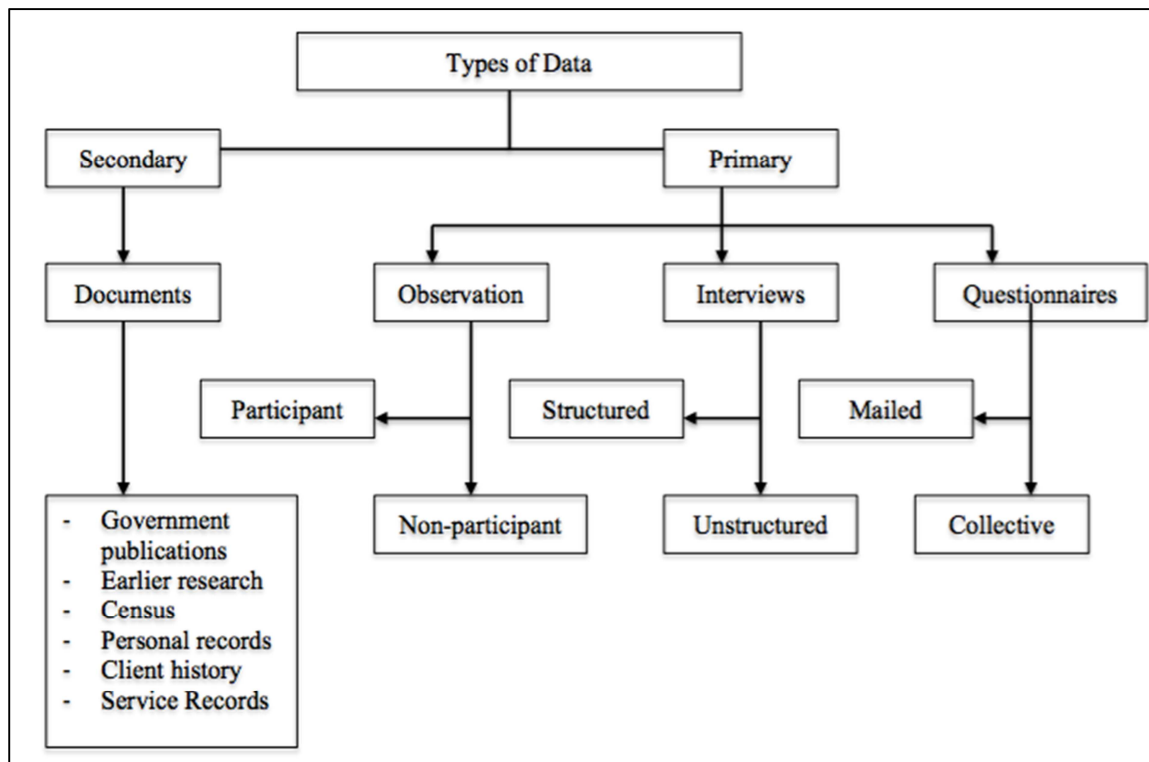 Types of Data
Secondary
Primary
Documents
Observation
Interviews
Questionnaires
Participant
Structured
Mailed
- Government
publications
- Earlier research
- Census
- Personal records
- Client history
- Service Records
Non-participant
Unstructured
Collective